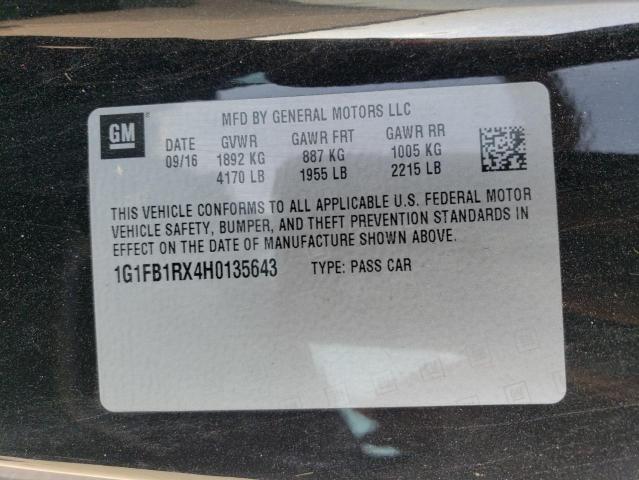 MFD BY GENERAL MOTORS LLC
GM
®
DATE GVWR GAWR FRT GAWR RR
09/16 1892 KG 887 KG 1005 KG
4170 LB 1955 LB 2215 LB
THIS VEHICLE CONFORMS TO ALL APPLICABLE U.S. FEDERAL MOTOR
VEHICLE SAFETY, BUMPER, AND THEFT PREVENTION STANDARDS IN
EFFECT ON THE DATE OF MANUFACTURE SHOWN ABOVE.
1G1FB1RX4H0135643 TYPE: PASS CAR